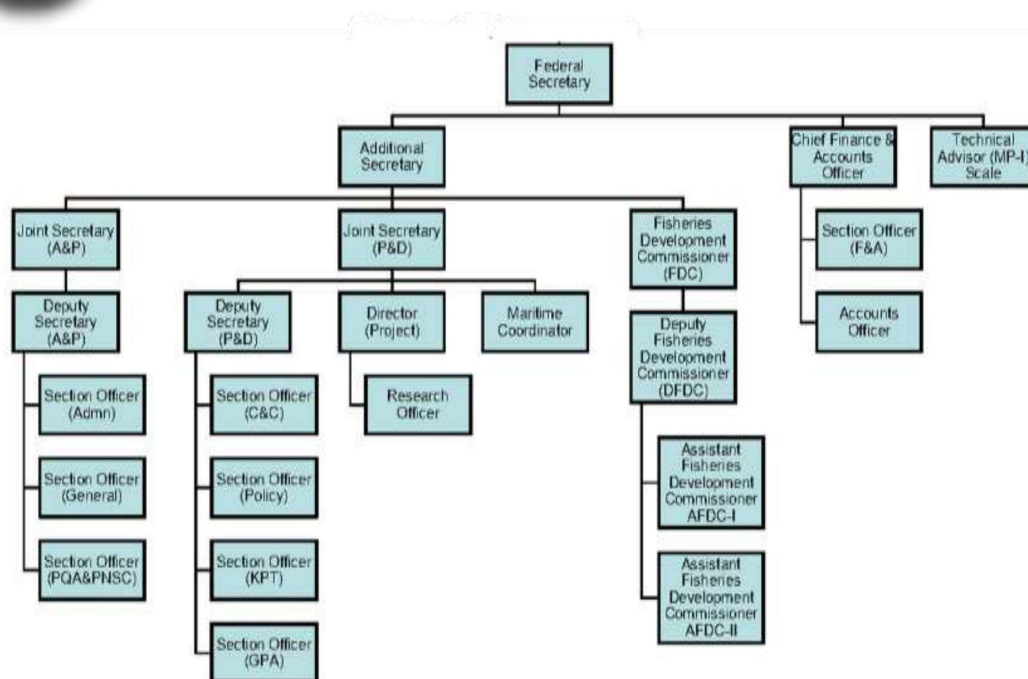 Federal
Secretary
Additional
Secretary
Chief Finance &
Accounts
Officer
Technical
Advisor (MP-I)
Scale
Joint Secretary
(A&P)
Joint Secretary
(P&D)
Fisheries
Development
Commissioner
(FDC)
Section Officer
(F&A)
Deputy
Secretary
(A&P)
Deputy
Secretary
(P&D)
Director
(Project)
Maritime
Coordinator
Deputy
Fisheries
Development
Commissioner
(DFDC)
Accounts
Officer
Section Officer
(Admn)
Section Officer
(C&C)
Research
Officer
Section Officer
(General)
Section Officer
(Policy)
Assistant
Fisheries
Development
Commissioner
AFDC-I
Section Officer
(PQA&PNSC)
Section Officer
(KPT)
Assistant
Fisheries
Development
Commissioner
AFDC-II
Section Officer
(GPA)